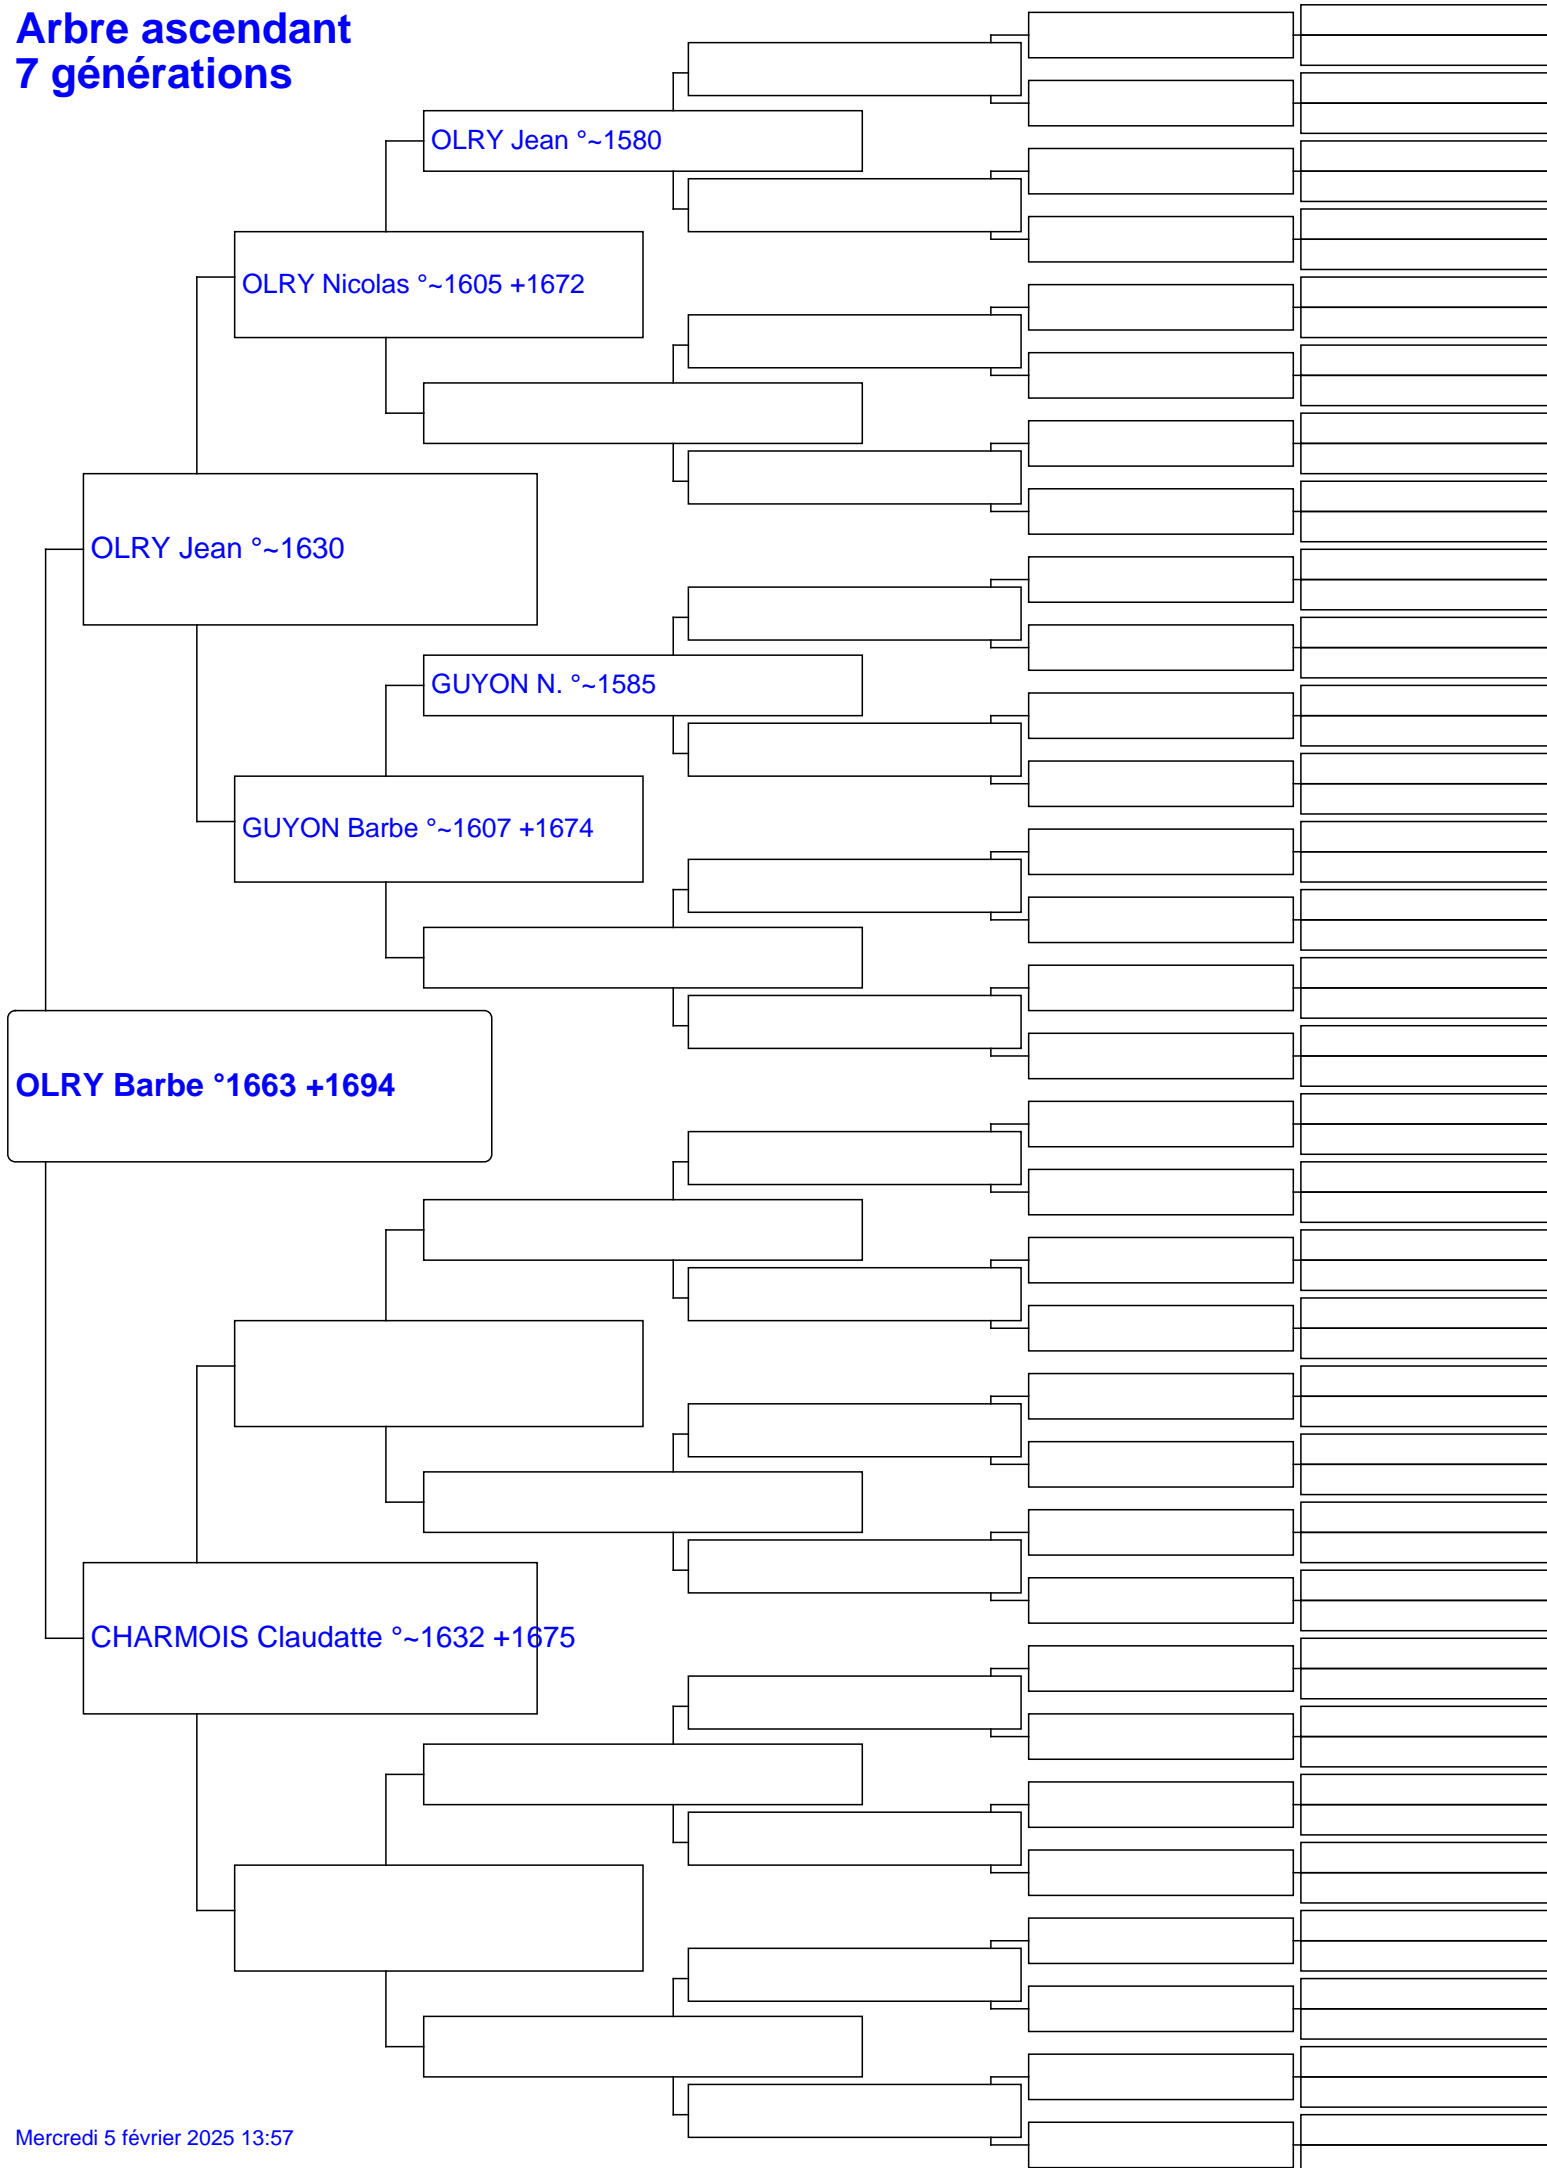 Arbre ascendant
7 générations
OLRY Jean °~1580
OLRY Nicolas °~1605 +1672
OLRY Jean °~1630
GUYON N. °~1585
GUYON Barbe °~1607 +1674
OLRY Barbe °1663 +1694
CHARMOIS Claudatte °~1632 +1675
Mercredi 5 février 2025 13:57